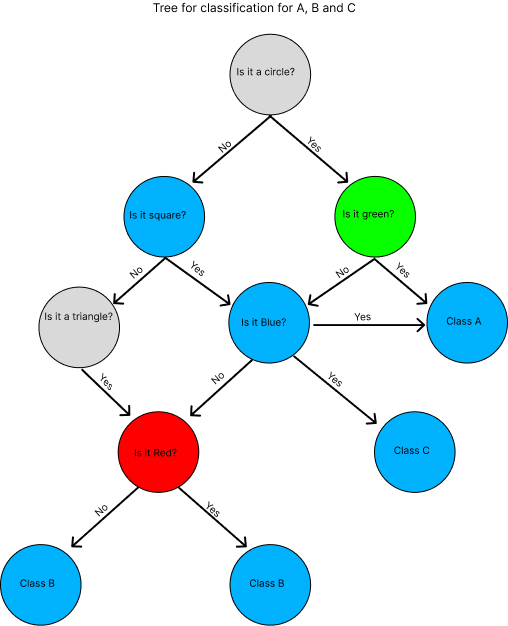 Tree for classification for A, B and C
Is it a circle?
No
Yes
Is it square?
Is it green?
No
Yes
No
Yes
Is it a triangle?
Is it Blue?
Yes
Class A
Yes
No
Yes
Is it Red?
Class C
No
Yes
Class B
Class B